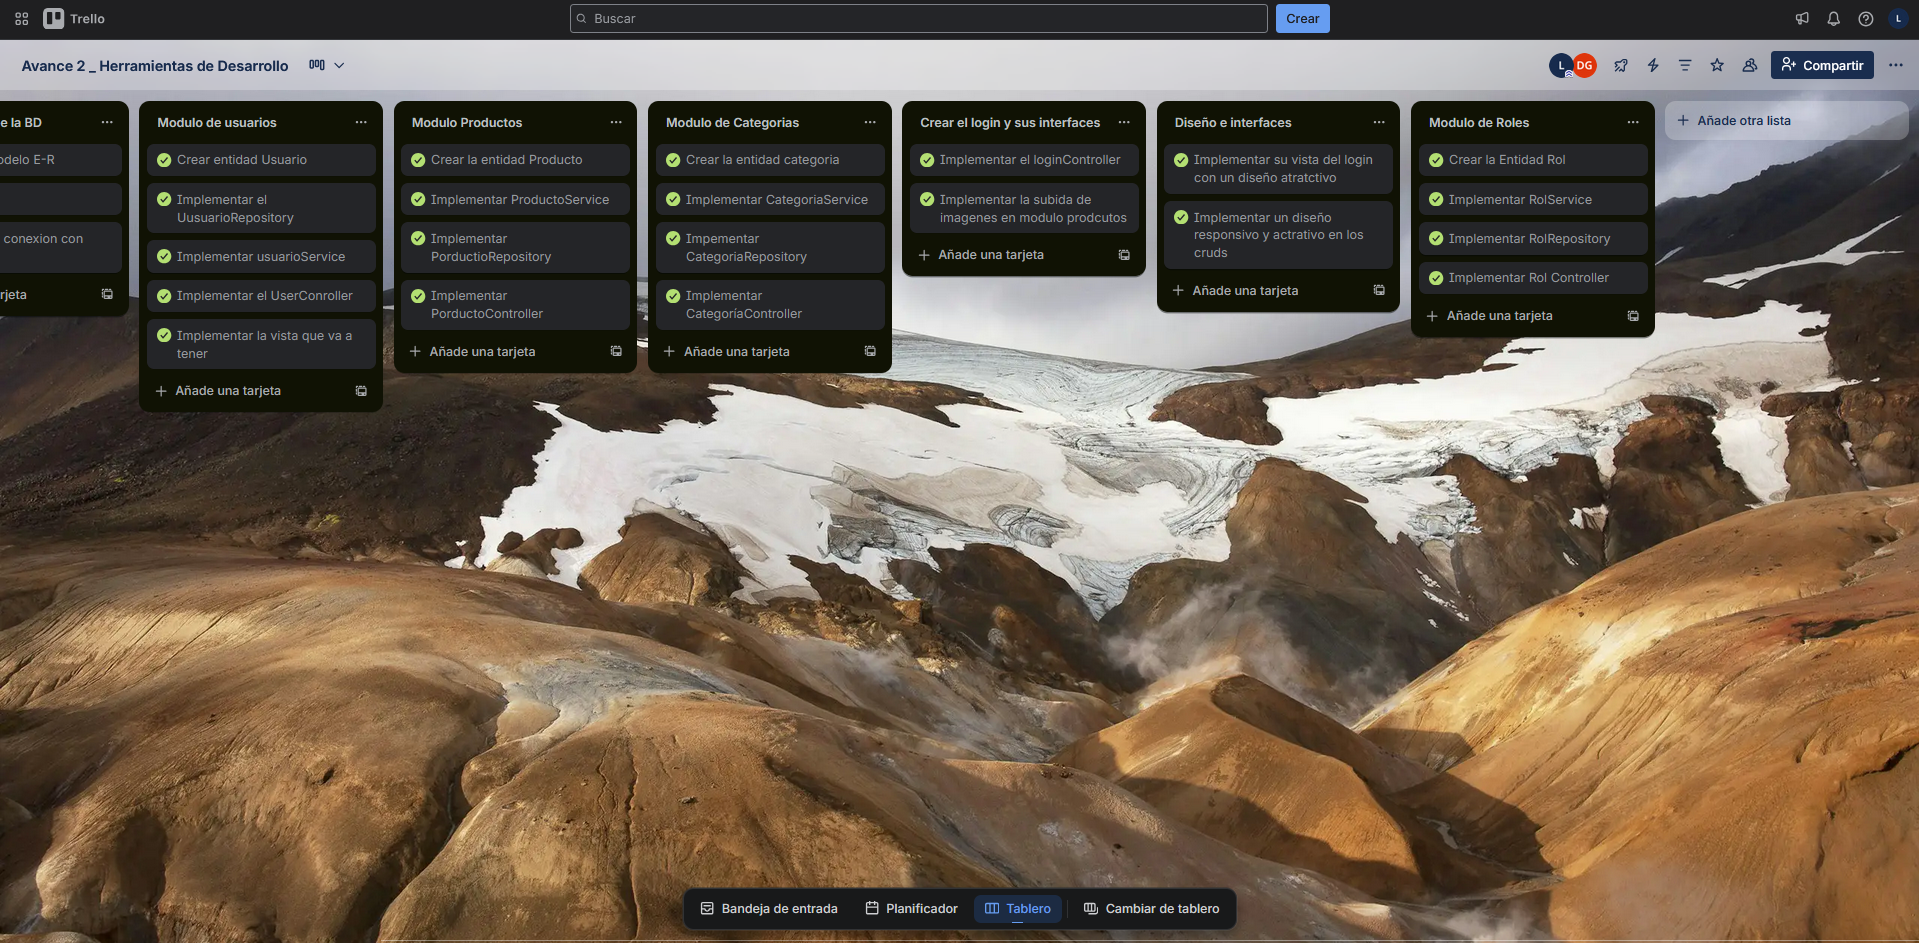 Trello
Buscar
Crear
L
Avance 2 _ Herramientas de Desarrollo
L
DG
Compartir
e la BD
odelo E-R
conexion con
rjeta
Modulo de usuarios
Crear entidad Usuario
Implementar el
UusuarioRepository
Implementar usuarioService
Implementar el UserConroller
Implementar la vista que va a
tener
Añade una tarjeta
Modulo Productos
Crear la entidad Producto
Implementar ProductoService
Implementar
PorductioRepository
Implementar
PorductoController
Añade una tarjeta
Modulo de Categorias
Crear la entidad categoria
Implementar CategoriaService
Impementar
CategoriaRepository
Implementar
CategoríaController
Añade una tarjeta
Crear el login y sus interfaces
Implementar el loginController
Implementar la subida de
imagenes en modulo prodcutos
Añade una tarjeta
Diseño e interfaces
Implementar su vista del login
con un diseño atratctivo
Implementar un diseño
responsivo y actrativo en los
cruds
Añade una tarjeta
Modulo de Roles
Crear la Entidad Rol
Implementar RolService
Implementar RolRepository
Implementar Rol Controller
Añade una tarjeta
Añade otra lista
Bandeja de entrada
Planificador
Tablero
Cambiar de tablero